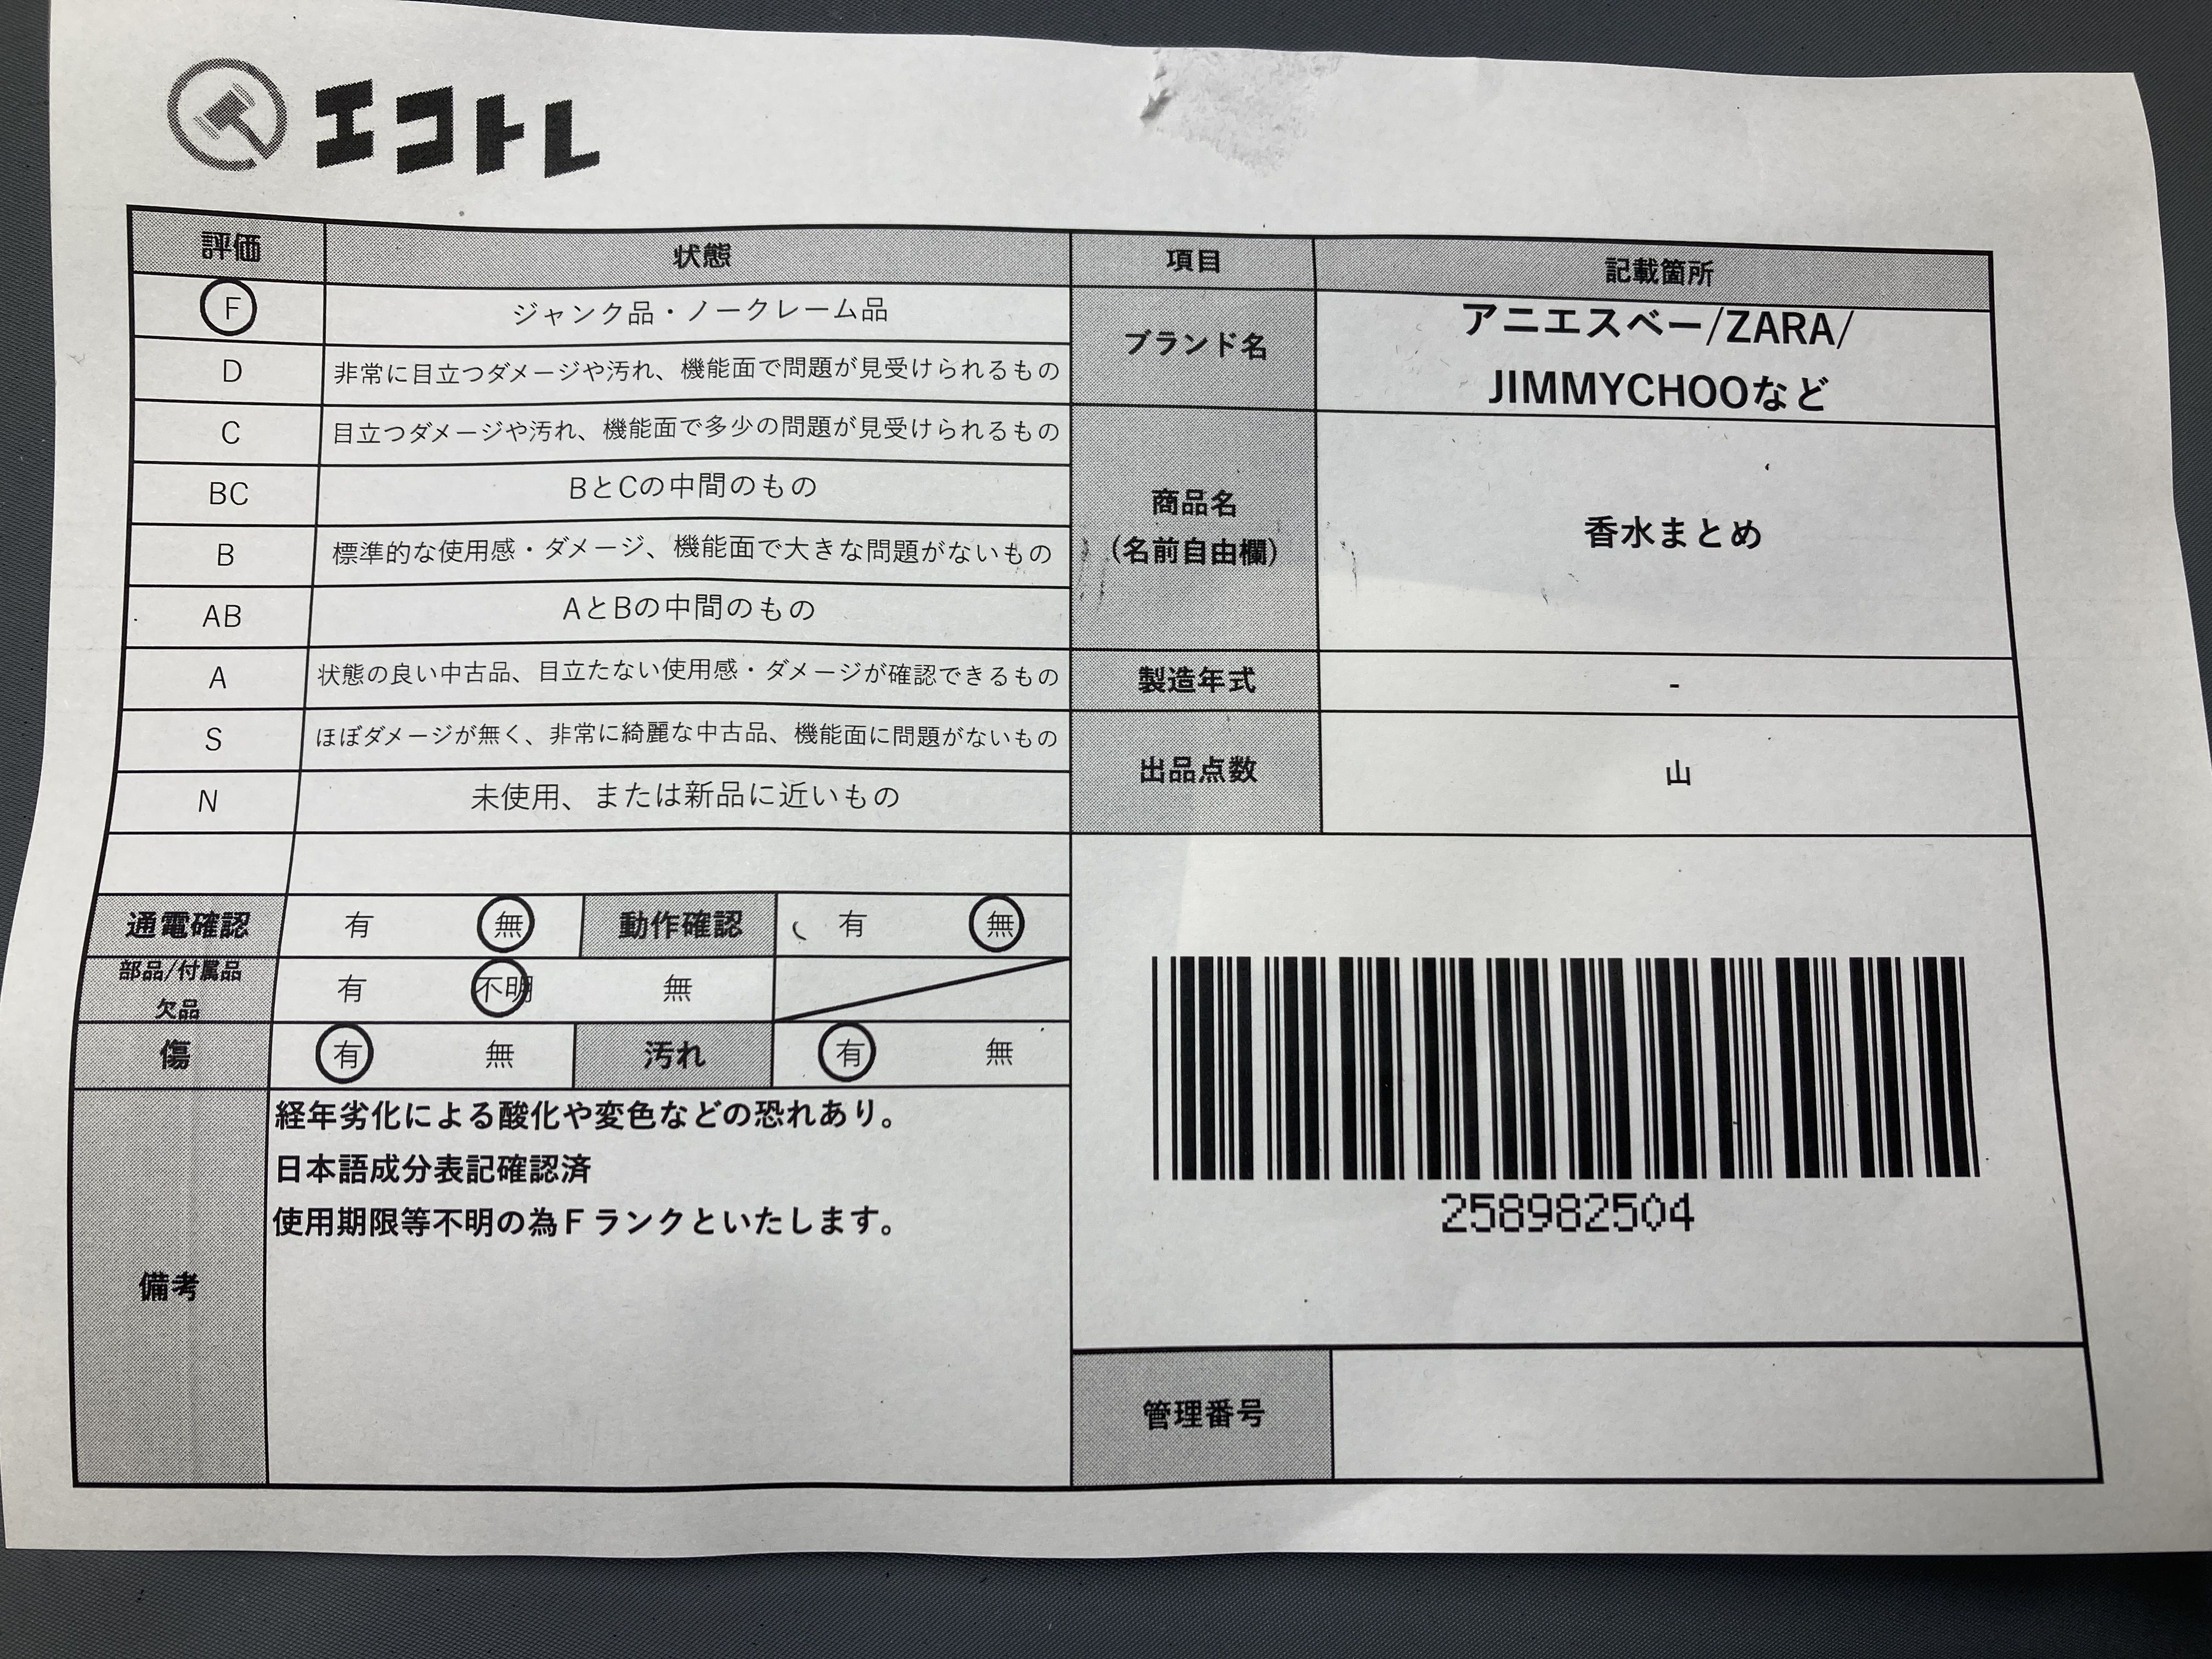 エコトレ
評価 状態 項目 記載箇所
F ジャンク品・ノークレーム品
D 非常に目立つダメージや汚れ、機能面で問題が見受けられるもの
C 目立つダメージや汚れ、機能面で多少の問題が見受けられるもの
BC BとCの中間のもの
B 標準的な使用感・ダメージ、機能面で大きな問題がないもの
AB AとBの中間のもの
A 状態の良い中古品、目立たない使用感・ダメージが確認できるもの
S ほぼダメージが無く、非常に綺麗な中古品、機能面に問題がないもの
N 未使用、または新品に近いもの
ブランド名
アニエスベー/ZARA/
JIMMYCHOOなど
商品名
（名前自由欄）
香水まとめ
製造年式 -
出品点数 山
通電確認 有 無 動作確認 有 無
部品/付属品
欠品
有 不明 無
傷 有 無 汚れ 有 無
備考
経年劣化による酸化や変色などの恐れあり。
日本語成分表記確認済
使用期限等不明の為Ｆランクといたします。
258982504
管理番号